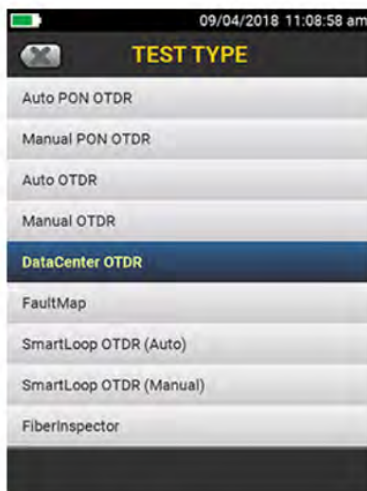 09/04/2018 11:08:58 am
TEST TYPE
Auto PON OTDR
Manual PON OTDR
Auto OTDR
Manual OTDR
DataCenter OTDR
FaultMap
SmartLoop OTDR (Auto)
SmartLoop OTDR (Manual)
FiberInspector